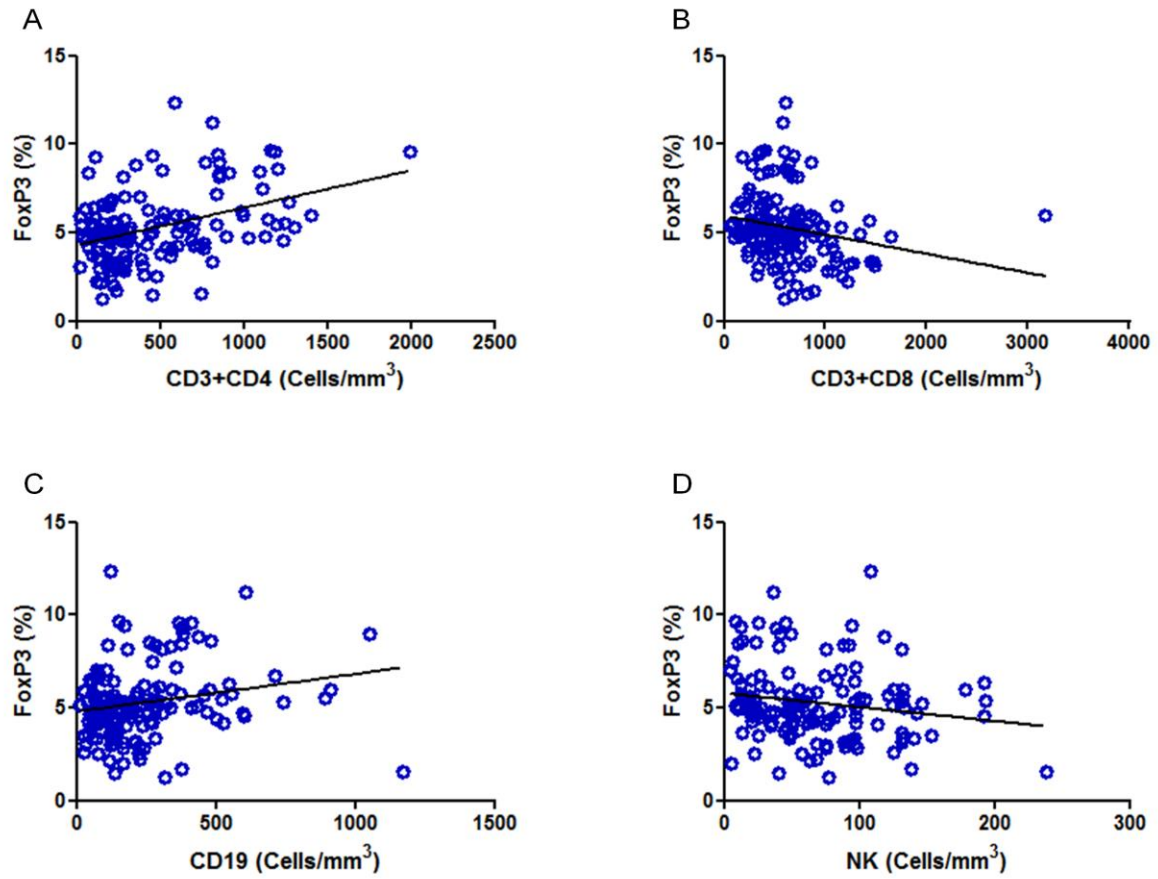 A
15
10
5
0
FoxP3 (%)
0 500 1000 1500 2000 2500
CD3+CD4 (Cells/mm³)
B
15
10
5
0
FoxP3 (%)
0 1000 2000 3000 4000
CD3+CD8 (Cells/mm³)
C
15
10
5
0
FoxP3 (%)
0 500 1000 1500
CD19 (Cells/mm³)
D
15
10
5
0
FoxP3 (%)
0 100 200 300
NK (Cells/mm³)